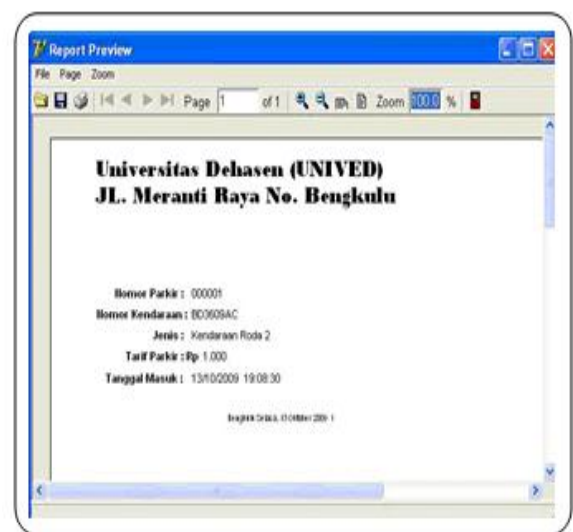 Report Preview
File Page Zoom
Page 1 of 1 Zoom 100.0 %
Universitas Dehasen (UNIVED)
JL. Meranti Raya No. Bengkulu
Nomor Parkir : 000001
Nomor Kendaraan : BD3609AC
Jenis : Kendaraan Roda 2
Tarif Parkir : Rp 1.000
Tanggal Masuk : 13/10/2009 19:08:30